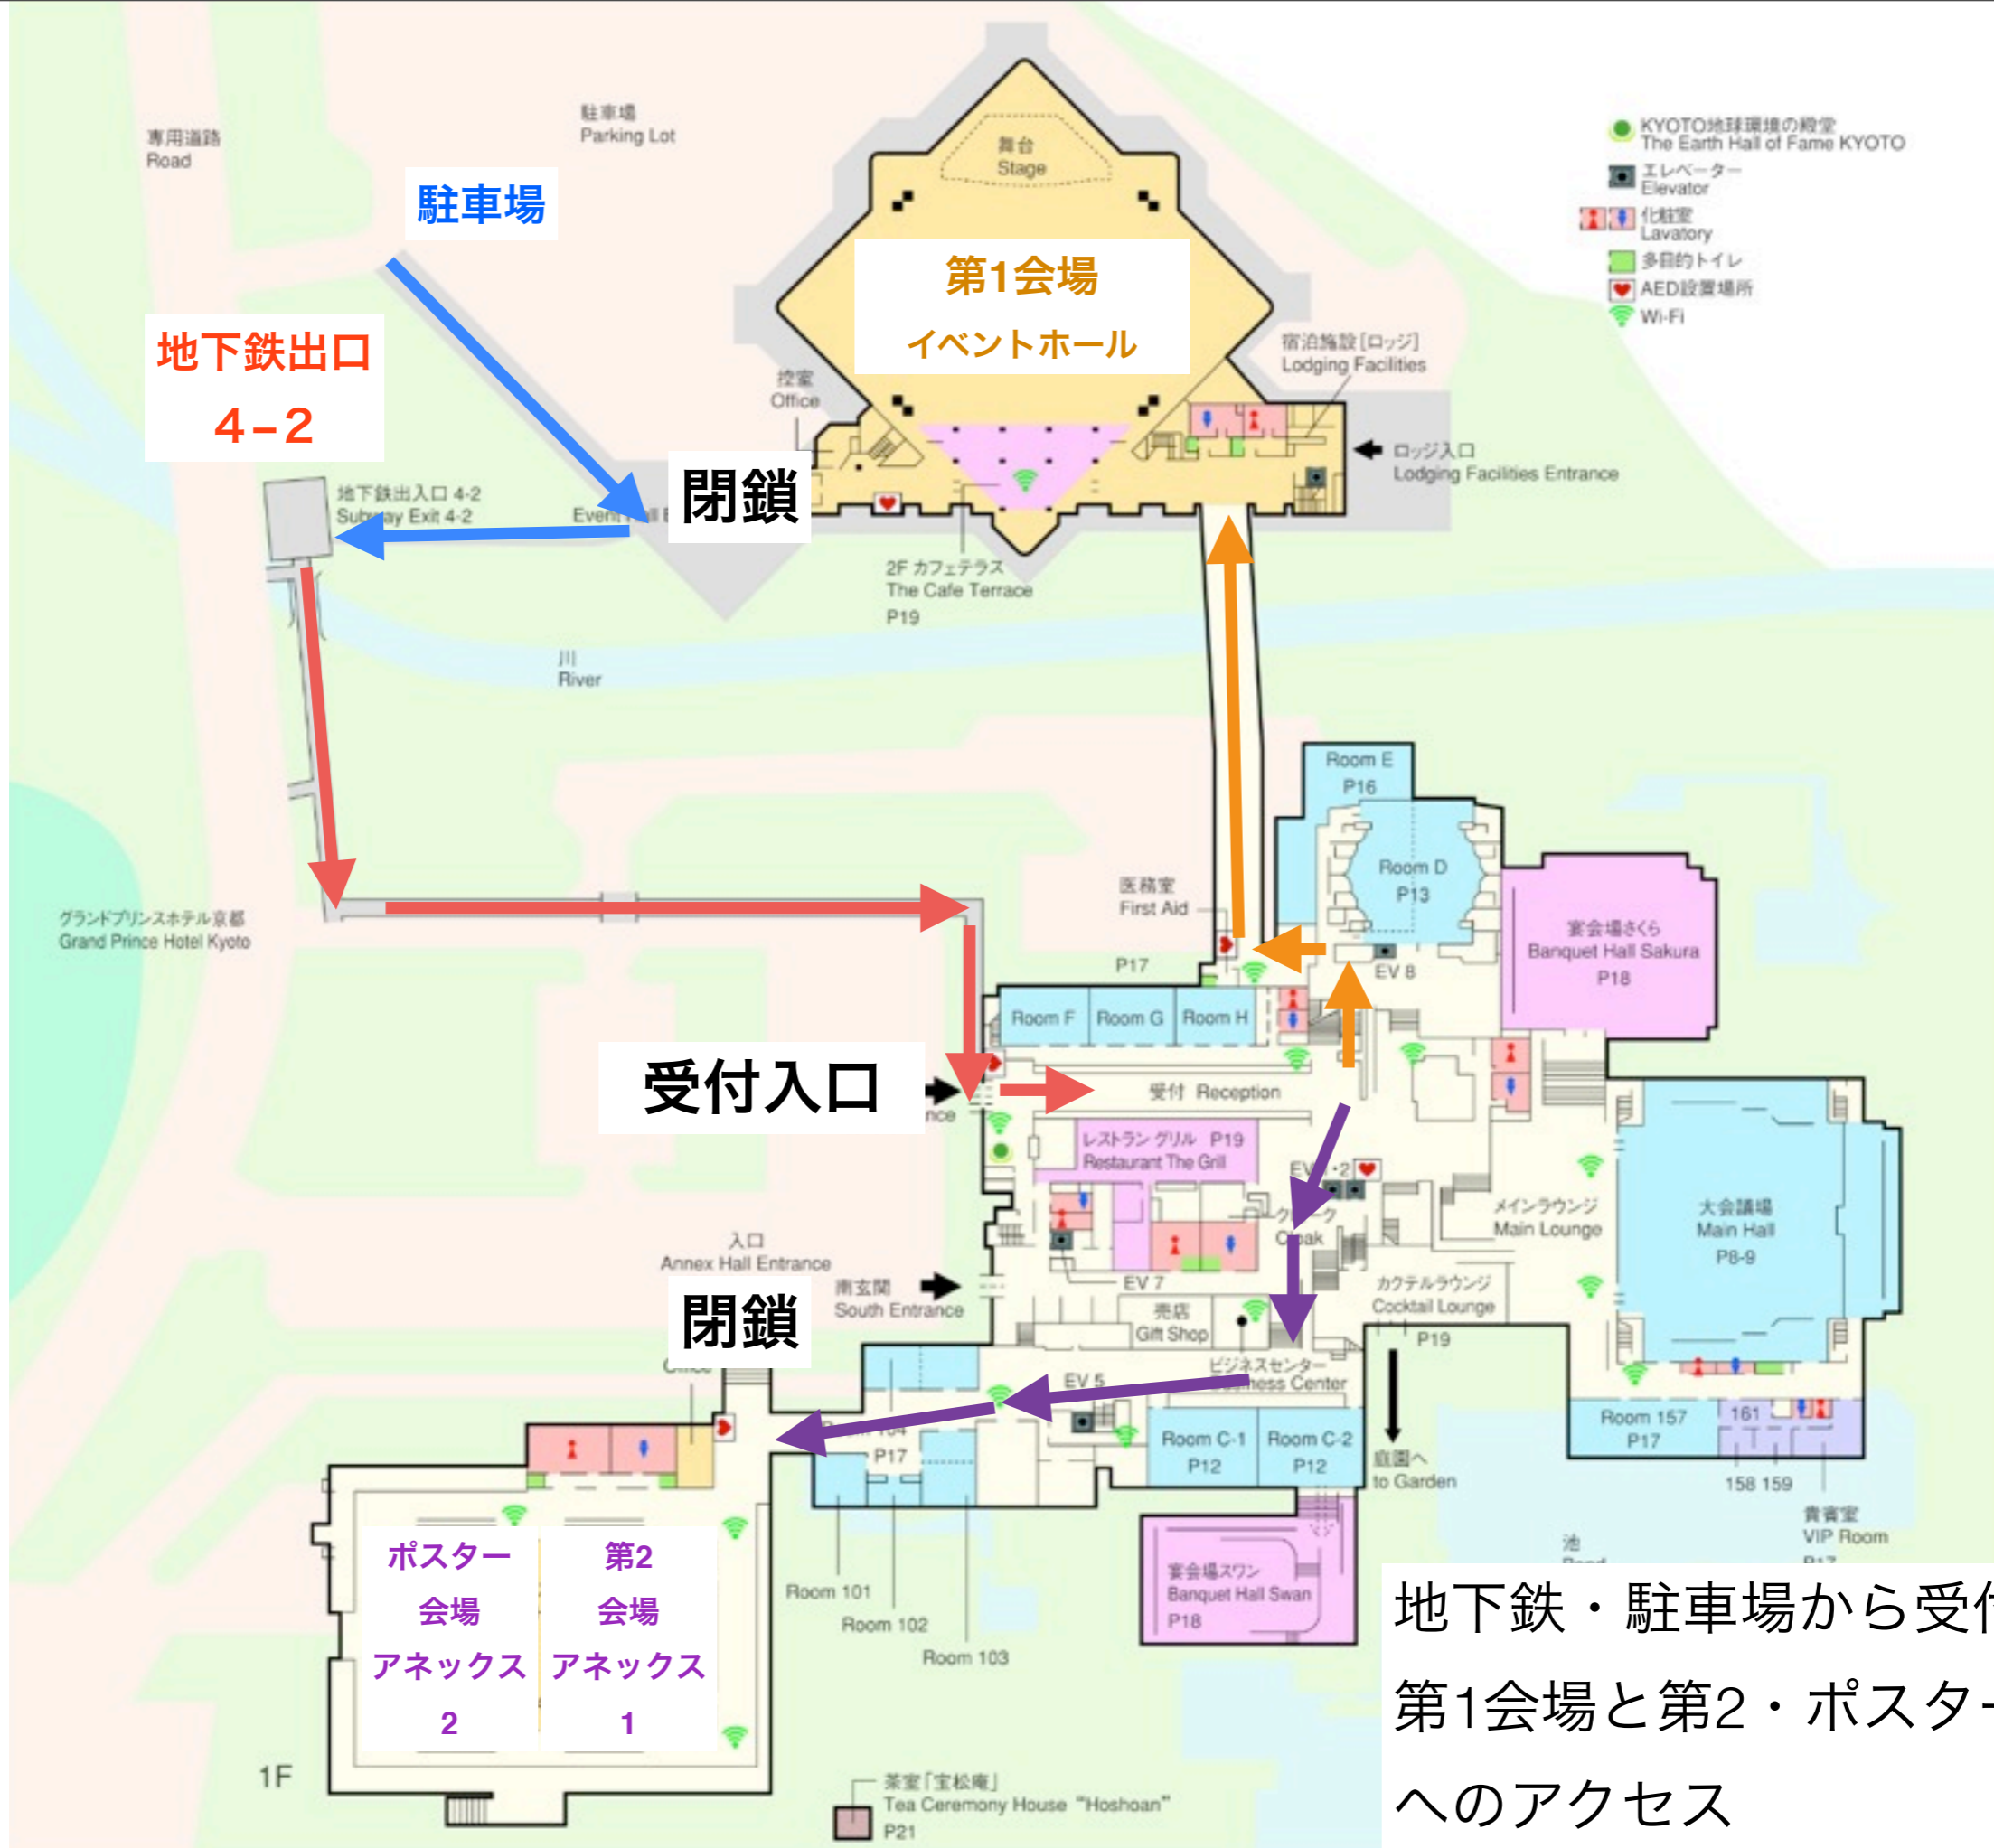 専用道路
Road
駐車場
Parking Lot
駐車場
舞台
Stage
第1会場
イベントホール
KYOTO地球環境の殿堂
The Earth Hall of Fame KYOTO
エレベーター
Elevator
化粧室
Lavatory
多目的トイレ
AED設置場所
Wi-Fi
地下鉄出口
4−2
控室
Office
宿泊施設[ロッジ]
Lodging Facilities
ロッジ入口
Lodging Facilities Entrance
地下鉄出入口 4-2
Subway Exit 4-2
閉鎖
2F カフェテラス
The Cafe Terrace
P19
川
River
Room E
P16
Room D
P13
医務室
First Aid
P17
グランドプリンスホテル京都
Grand Prince Hotel Kyoto
宴会場さくら
Banquet Hall Sakura
P18
EV 8
Room F
Room G
Room H
受付入口
受付 Reception
レストラン グリル P19
Restaurant The Grill
メインラウンジ
Main Lounge
大会議場
Main Hall
P8-9
入口
Annex Hall Entrance
南玄関
South Entrance
EV 7
売店
Gift Shop
カクテルラウンジ
Cocktail Lounge
P19
閉鎖
ビジネスセンター
EV 5
P17
Room C-1
P12
Room C-2
P12
庭園へ
to Garden
Room 157
P17
161
158 159
貴賓室
VIP Room
池
宴会場スワン
Banquet Hall Swan
P18
Room 101
Room 102
Room 103
ポスター
会場
アネックス
2
第2
会場
アネックス
1
1F
茶室「宝松庵」
Tea Ceremony House “Hoshoan”
P21
地下鉄・駐車場から受付
第1会場と第2・ポスター
へのアクセス